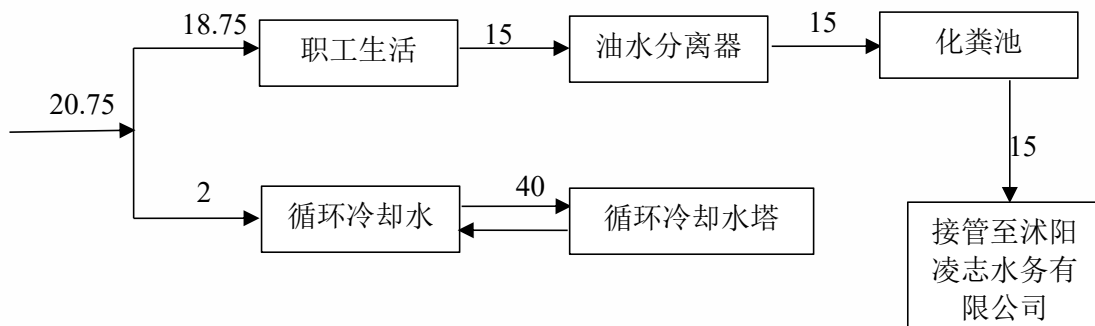 18.75
职工生活
15
油水分离器
15
化粪池
20.75
15
2
循环冷却水
40
循环冷却水塔
接管至沭阳
凌志水务有
限公司